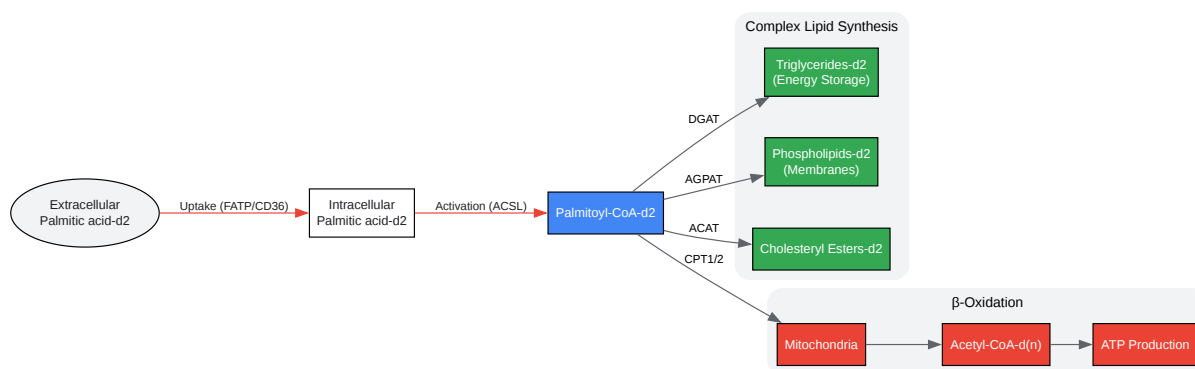 Complex Lipid Synthesis
Triglycerides-d2
(Energy Storage)
DGAT
Phospholipids-d2
(Membranes)
AGPAT
Extracellular
Palmitic acid-d2
Uptake (FATP/CD36)
Intracellular
Palmitic acid-d2
Activation (ACSL)
Palmitoyl-CoA-d2
ACAT
Cholesteryl Esters-d2
CPT1/2
β-Oxidation
Mitochondria
Acetyl-CoA-d(n)
ATP Production